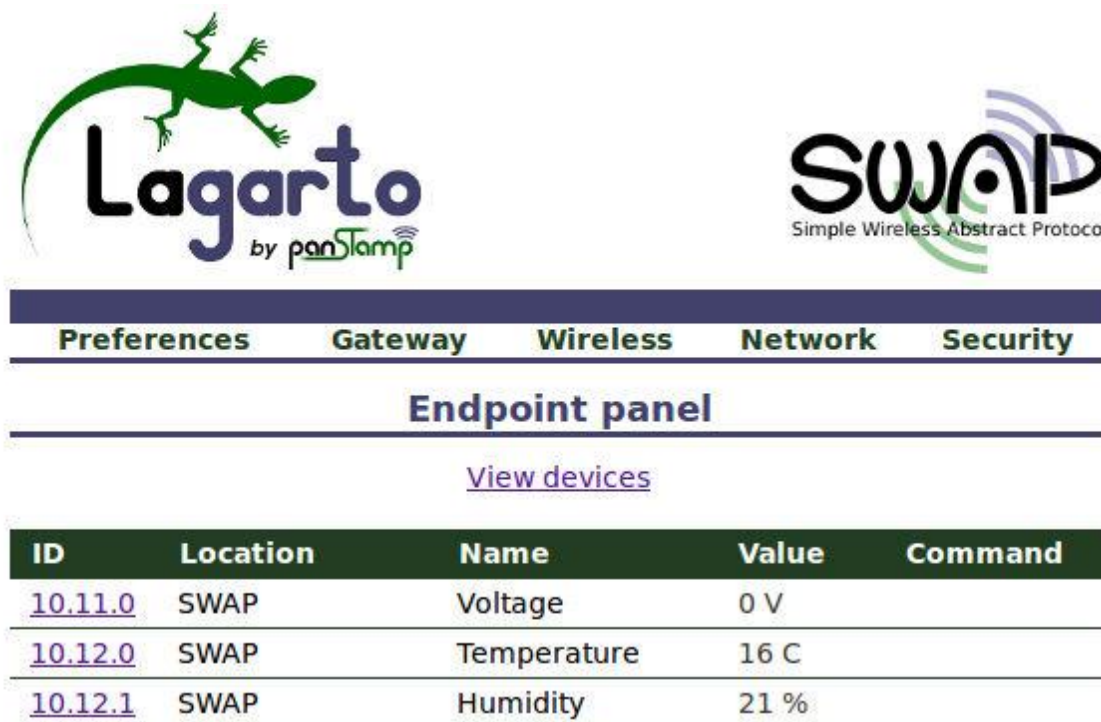 Lagarto
by panStamp
SWAP
Simple Wireless Abstract Protoco
Preferences Gateway Wireless Network Security
Endpoint panel
View devices
ID Location Name Value Command
10.11.0 SWAP Voltage 0 V
10.12.0 SWAP Temperature 16 C
10.12.1 SWAP Humidity 21 %